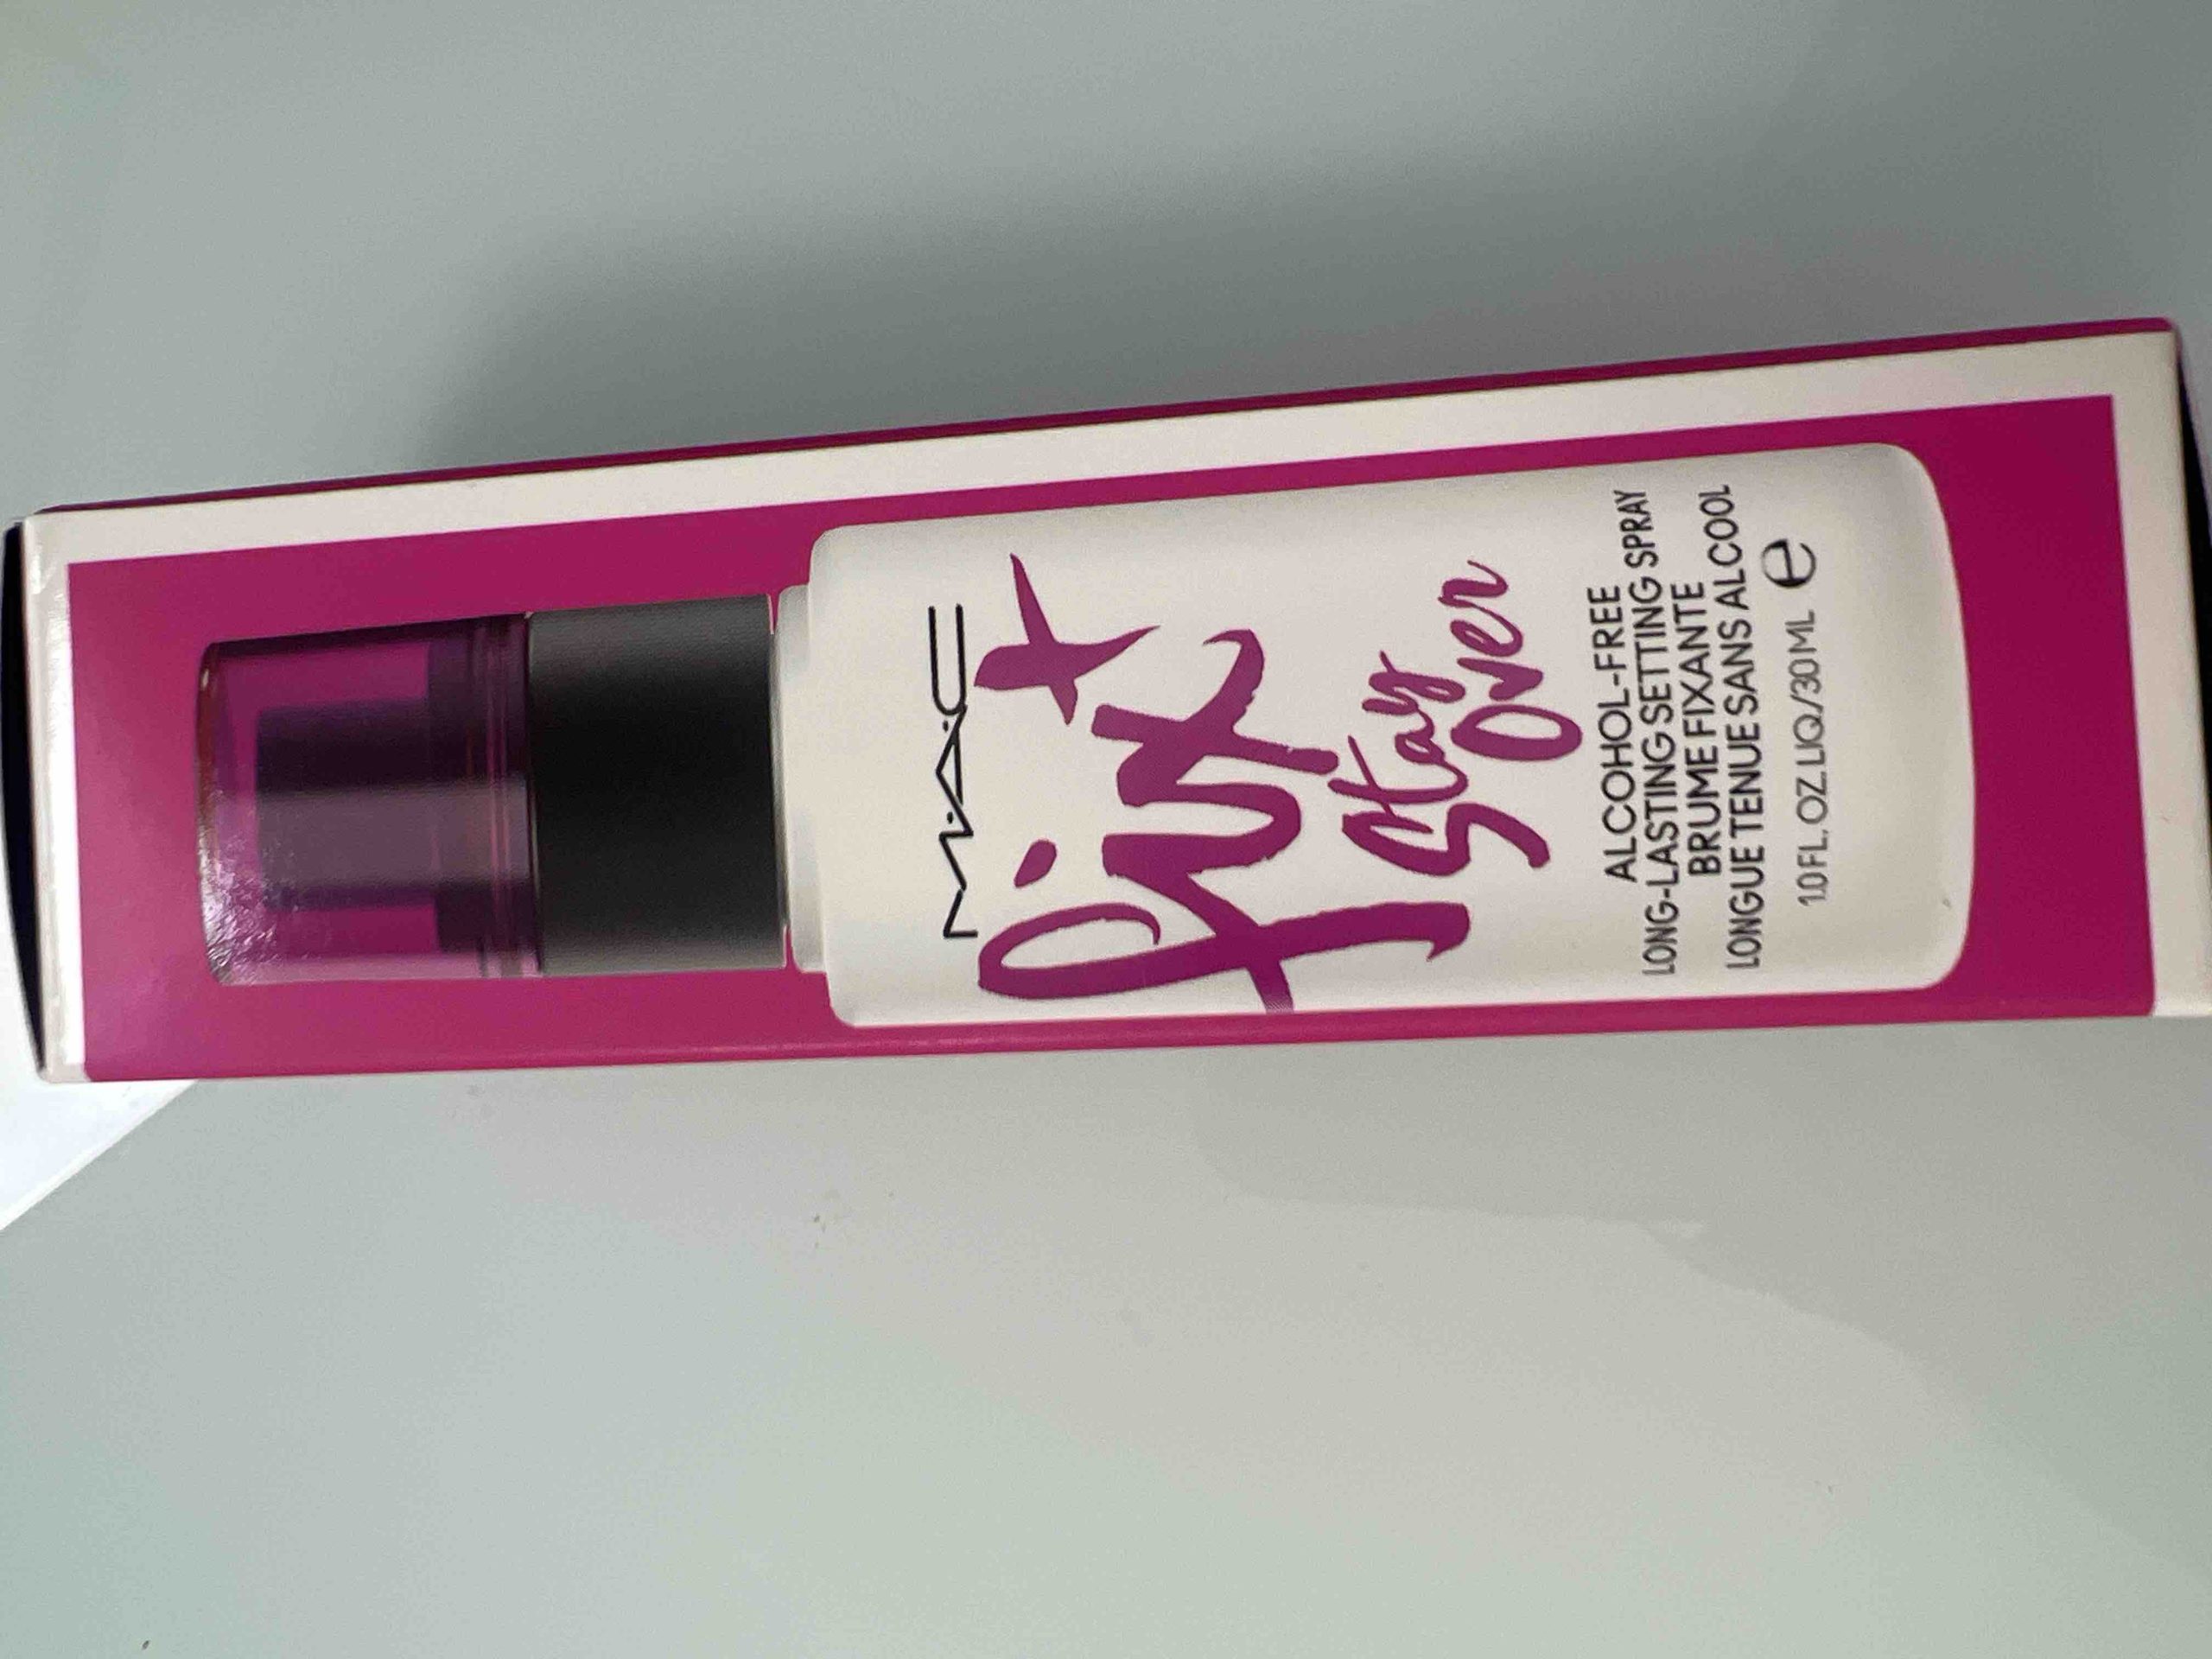 M·A·C
fix+
stay
over
ALCOHOL-FREE
LONG-LASTING SETTING SPRAY
BRUME FIXANTE
LONGUE TENUE SANS ALCOOL
1.0 FL. OZ LIQ/30 ML e